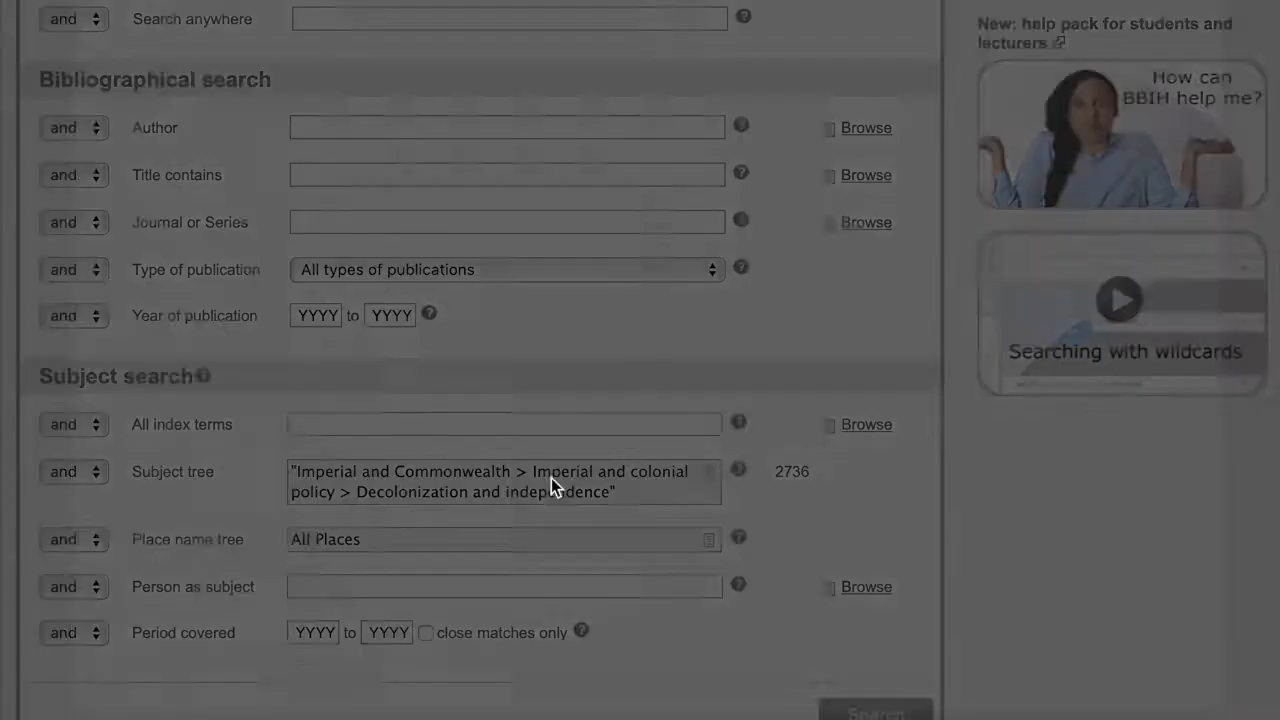 and Search anywhere
Bibliographical search
and Author Browse
and Title contains Browse
and Journal or Series Browse
and Type of publication All types of publications
and Year of publication YYYY to YYYY
Subject search
and All index terms Browse
and Subject tree "Imperial and Commonwealth > Imperial and colonial 2736
policy > Decolonization and independence"
and Place name tree All Places
and Person as subject Browse
and Period covered YYYY to YYYY close matches only
Search
New: help pack for students and
lecturers
How can
BBIH help me?
Searching with wildcards